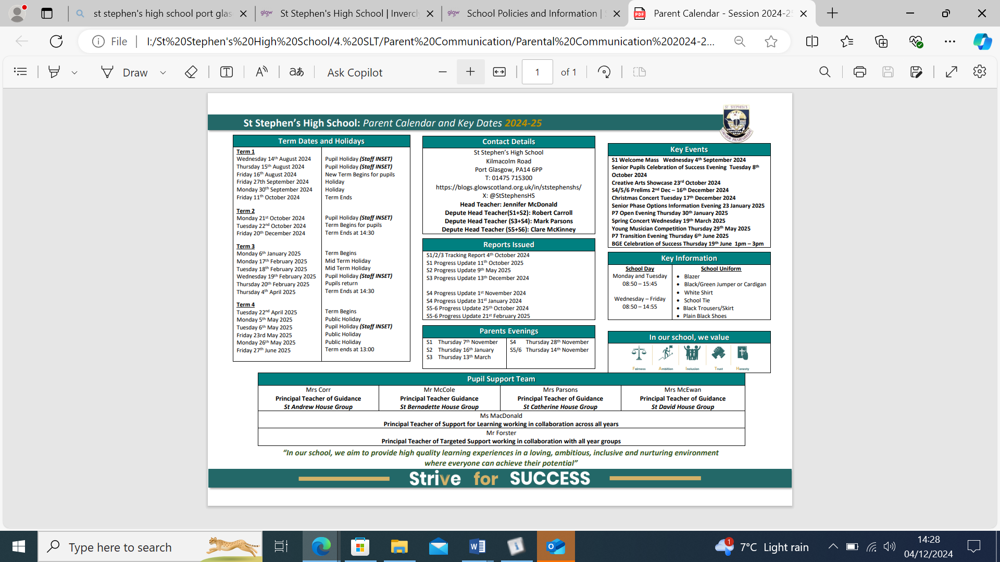 st stephen's high school port glas
St Stephen's High School | Inverc
School Policies and Information |
Parent Calendar - Session 2024-2
File
I:/St%20Stephen's%20High%20School/4.%20SLT/Parent%20Communication/Parental%20Communication%202024-2...
Draw
Ask Copilot
1 of 1
St Stephen's High School: Parent Calendar and Key Dates 2024-25
Term Dates and Holidays
Term 1
Wednesday 14th August 2024 Pupil Holiday (Staff INSET)
Thursday 15th August 2024 Pupil Holiday (Staff INSET)
Friday 16th August 2024 New Term Begins for pupils
Friday 27th September 2024 Holiday
Monday 30th September 2024 Holiday
Friday 11th October 2024 Term Ends
Term 2
Monday 21st October 2024 Pupil Holiday (Staff INSET)
Tuesday 22nd October 2024 Term Begins for pupils
Friday 20th December 2024 Term Ends at 14:30
Term 3
Monday 6th January 2025 Term Begins
Monday 17th February 2025 Mid Term Holiday
Tuesday 18th February 2025 Mid Term Holiday
Wednesday 19th February 2025 Pupil Holiday (Staff INSET)
Thursday 20th February 2025 Pupils return
Thursday 4th April 2025 Term Ends at 14:30
Term 4
Tuesday 22nd April 2025 Term Begins
Monday 5th May 2025 Public Holiday
Tuesday 6th May 2025 Pupil Holiday (Staff INSET)
Friday 23rd May 2025 Public Holiday
Monday 26th May 2025 Public Holiday
Friday 27th June 2025 Term ends at 13:00
Contact Details
St Stephen's High School
Kilmacolm Road
Port Glasgow, PA14 6PP
T: 01475 715300
https://blogs.glowscotland.org.uk/in/ststephenshs/
X: @StStephensHS
Head Teacher: Jennifer McDonald
Depute Head Teacher(S1+S2): Robert Carroll
Depute Head Teacher (S3+S4): Mark Parsons
Depute Head Teacher (S5+S6): Clare McKinney
Reports Issued
S1/2/3 Tracking Report 4th October 2024
S1 Progress Update 11th October 2025
S2 Progress Update 9th May 2025
S3 Progress Update 13th December 2024
S4 Progress Update 1st November 2024
S4 Progress Update 31st January 2024
S5-6 Progress Update 25th October 2024
S5-6 Progress Update 21st February 2025
Parents Evenings
S1 Thursday 7th November
S2 Thursday 16th January
S3 Thursday 13th March
S4 Thursday 28th November
S5/6 Thursday 14th November
ST STEPHEN'S
Key Events
S1 Welcome Mass Wednesday 4th September 2024
Senior Pupils Celebration of Success Evening Tuesday 8th
October 2024
Creative Arts Showcase 23rd October 2024
S4/5/6 Prelims 2nd Dec – 16th December 2024
Christmas Concert Tuesday 17th December 2024
Senior Phase Options Information Evening 23 January 2025
P7 Open Evening Thursday 30th January 2025
Spring Concert Wednesday 19th March 2025
Young Musician Competition Thursday 29th May 2025
P7 Transition Evening Thursday 6th June 2025
BGE Celebration of Success Thursday 19th June 1pm – 3pm
Key Information
School Day
Monday and Tuesday
08:50 – 15:45
Wednesday – Friday
08:50 – 14:55
School Uniform
• Blazer
• Black/Green Jumper or Cardigan
• White Shirt
• School Tie
• Black Trousers/Skirt
• Plain Black Shoes
In our school, we value
Fairness Ambition Inclusion Trust Honesty
Pupil Support Team
Mrs Corr
Principal Teacher of Guidance
St Andrew House Group
Mr McCole
Principal Teacher Guidance
St Bernadette House Group
Mrs Parsons
Principal Teacher of Guidance
St Catherine House Group
Mrs McEwan
Principal Teacher of Guidance
St David House Group
Ms MacDonald
Principal Teacher of Support for Learning working in collaboration across all years
Mr Forster
Principal Teacher of Targeted Support working in collaboration with all year groups
"In our school, we aim to provide high quality learning experiences in a loving, ambitious, inclusive and nurturing environment
where everyone can achieve their potential"
Strive for SUCCESS
Type here to search
1
7°C Light rain
14:28
04/12/2024